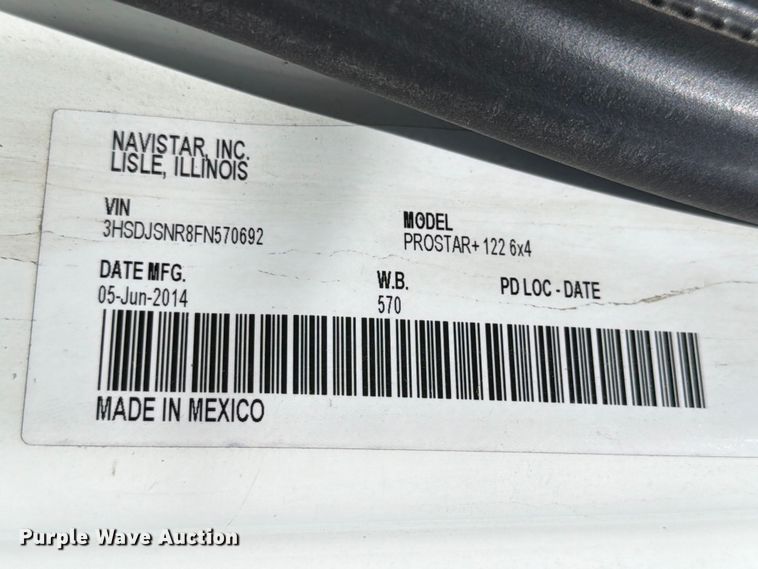 NAVISTAR, INC.
LISLE, ILLINOIS
VIN
3HSDJSNR8FN570692
MODEL
PROSTAR+ 122 6x4
DATE MFG.
05-Jun-2014
W.B.
570
PD LOC - DATE
MADE IN MEXICO
Purple Wave Auction